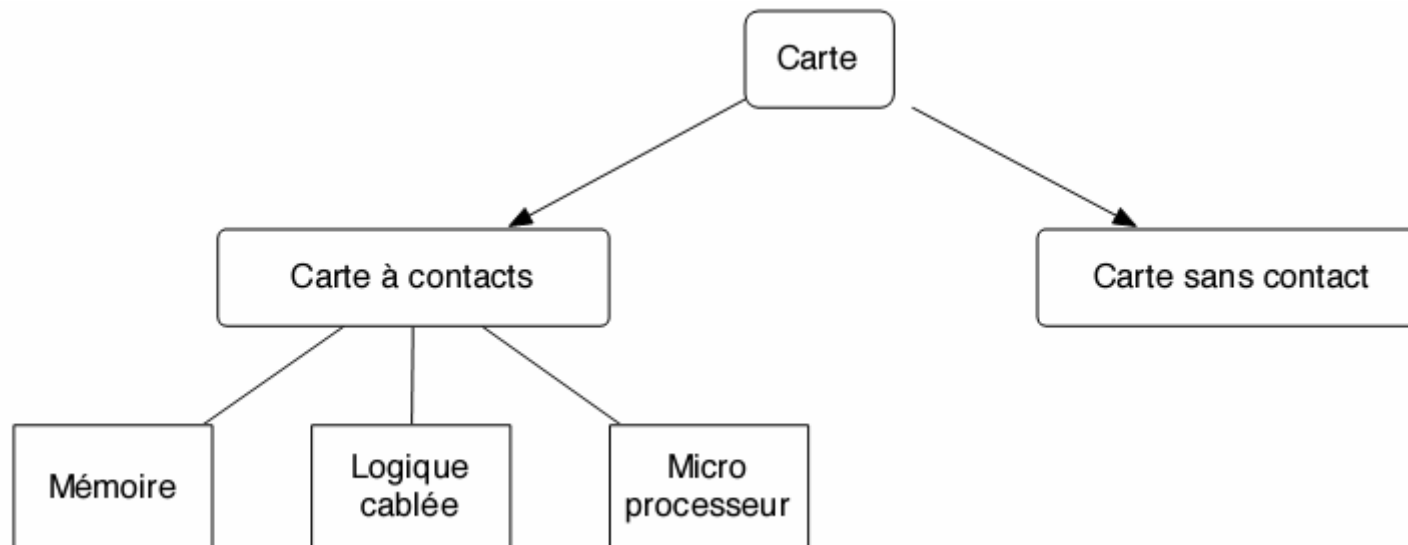 Carte
Carte à contacts
Carte sans contact
Mémoire
Logique
cablée
Micro
processeur